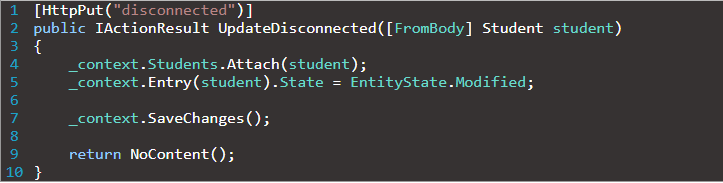 1 [HttpPut("disconnected")]
2 public IActionResult UpdateDisconnected([FromBody] Student student)
3 {
4     _context.Students.Attach(student);
5     _context.Entry(student).State = EntityState.Modified;
6
7     _context.SaveChanges();
8
9     return NoContent();
10 }